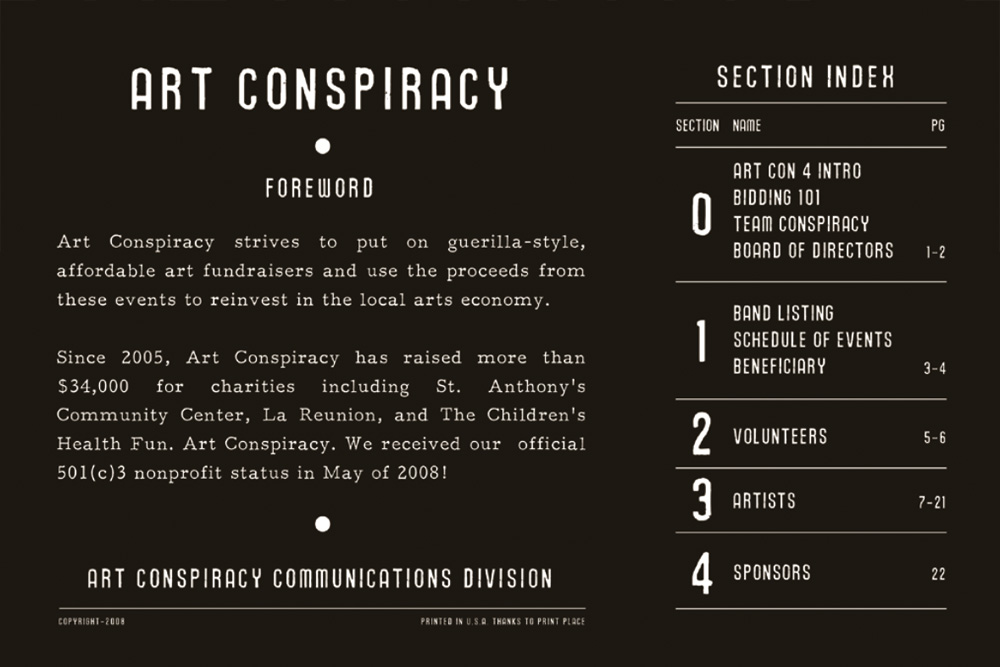 ART CONSPIRACY
FOREWORD
Art Conspiracy strives to put on guerilla-style,
affordable art fundraisers and use the proceeds from
these events to reinvest in the local arts economy.
Since 2005, Art Conspiracy has raised more than
$34,000 for charities including St. Anthony's
Community Center, La Reunion, and The Children's
Health Fun. Art Conspiracy. We received our official
501(c)3 nonprofit status in May of 2008!
ART CONSPIRACY COMMUNICATIONS DIVISION
COPYRIGHT-2008
PRINTED IN U.S.A. THANKS TO PRINT PLACE
SECTION INDEX
SECTION NAME PG
0
ART CON 4 INTRO
BIDDING 101
TEAM CONSPIRACY
BOARD OF DIRECTORS 1-2
1
BAND LISTING
SCHEDULE OF EVENTS
BENEFICIARY 3-4
2 VOLUNTEERS 5-6
3 ARTISTS 7-21
4 SPONSORS 22